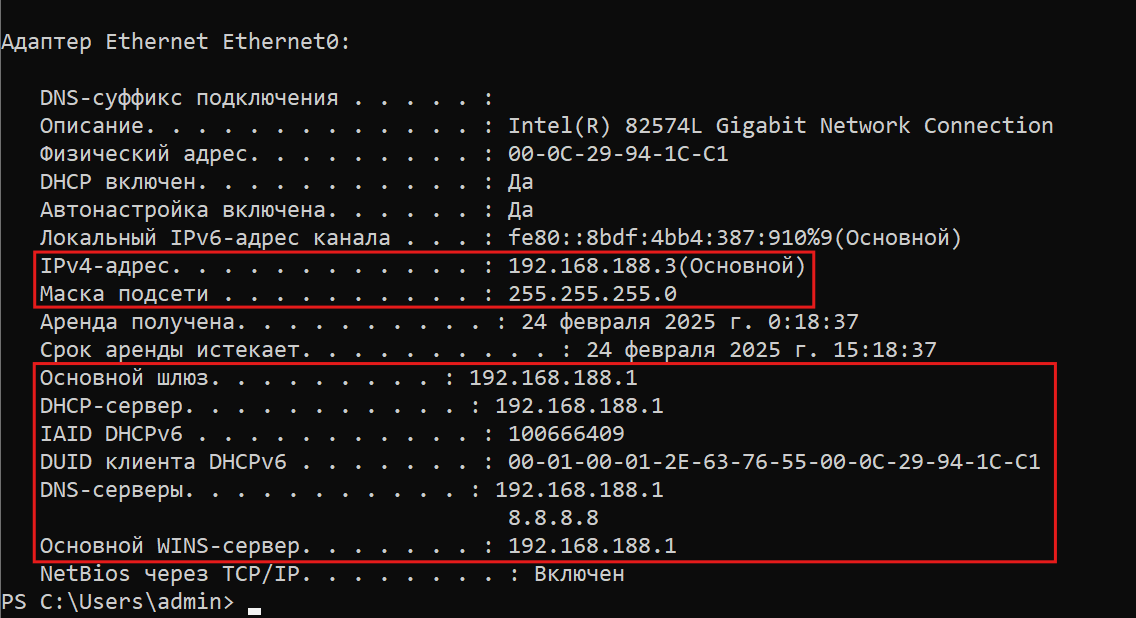 Адаптер Ethernet Ethernet0:
DNS-суффикс подключения . . . . . :
Описание. . . . . . . . . . . . . : Intel(R) 82574L Gigabit Network Connection
Физический адрес. . . . . . . . . : 00-0C-29-94-1C-C1
DHCP включен. . . . . . . . . . . : Да
Автонастройка включена. . . . . . : Да
Локальный IPv6-адрес канала . . . : fe80::8bdf:4bb4:387:910%9(Основной)
IPv4-адрес. . . . . . . . . . . . : 192.168.188.3(Основной)
Маска подсети . . . . . . . . . . : 255.255.255.0
Аренда получена. . . . . . . . . . : 24 февраля 2025 г. 0:18:37
Срок аренды истекает. . . . . . . . . . : 24 февраля 2025 г. 15:18:37
Основной шлюз. . . . . . . . . : 192.168.188.1
DHCP-сервер. . . . . . . . . . . : 192.168.188.1
IAID DHCPv6 . . . . . . . . . . . : 100666409
DUID клиента DHCPv6 . . . . . . . : 00-01-00-01-2E-63-76-55-00-0C-29-94-1C-C1
DNS-серверы. . . . . . . . . . . : 192.168.188.1
8.8.8.8
Основной WINS-сервер. . . . . . . : 192.168.188.1
NetBios через TCP/IP. . . . . . . . : Включен
PS C:\Users\admin>